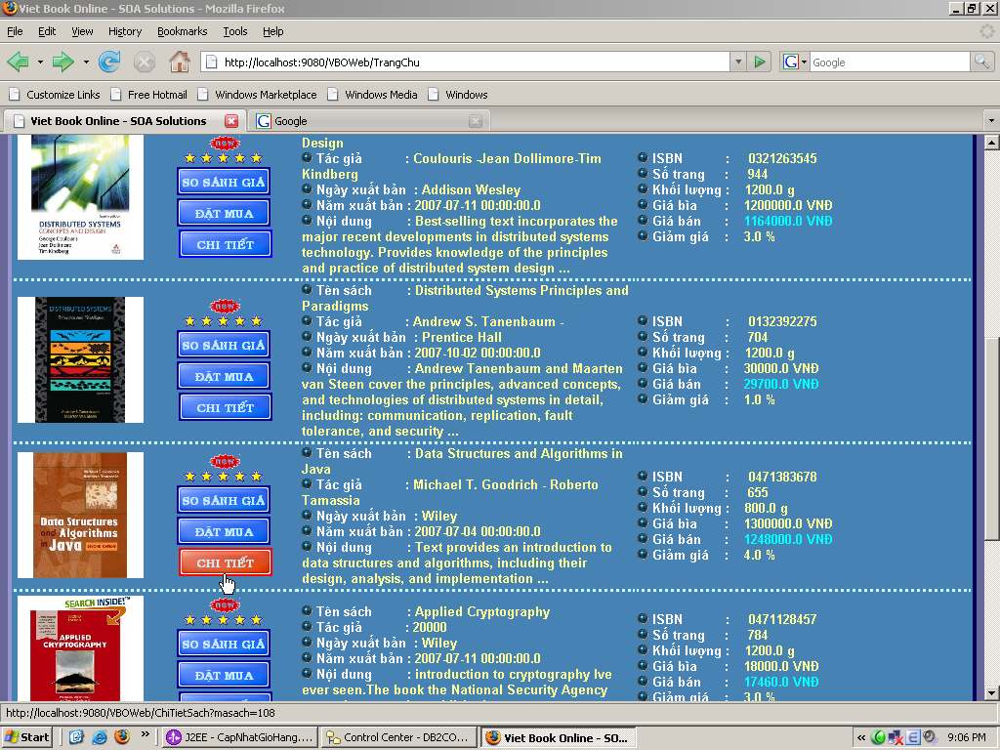 Viet Book Online - SOA Solutions - Mozilla Firefox
File Edit View History Bookmarks Tools Help
http://localhost:9080/VBOWeb/TrangChu
G Google
Customize Links Free Hotmail Windows Marketplace Windows Media Windows
Viet Book Online - SOA Solutions
G Google
DISTRIBUTED SYSTEMS
CONCEPTS AND DESIGN
George Coulouris
Jean Dollimore
Tim Kindberg
new
SO SÁNH GIÁ
ĐẶT MUA
CHI TIẾT
Design
Tác giả : Coulouris -Jean Dollimore-Tim
Kindberg
Ngày xuất bản : Addison Wesley
Năm xuất bản : 2007-07-11 00:00:00.0
Nội dung : Best-selling text incorporates the
major recent developments in distributed systems
technology. Provides knowledge of the principles
and practice of distributed system design ...
ISBN : 0321263545
Số trang : 944
Khối lượng : 1200.0 g
Giá bìa : 1200000.0 VNĐ
Giá bán : 1164000.0 VNĐ
Giảm giá : 3.0 %
DISTRIBUTED SYSTEMS
Principles and Paradigms
new
SO SÁNH GIÁ
ĐẶT MUA
CHI TIẾT
Tên sách : Distributed Systems Principles and
Paradigms
Tác giả : Andrew S. Tanenbaum -
Ngày xuất bản : Prentice Hall
Năm xuất bản : 2007-10-02 00:00:00.0
Nội dung : Andrew Tanenbaum and Maarten
van Steen cover the principles, advanced concepts,
and technologies of distributed systems in detail,
including: communication, replication, fault
tolerance, and security ...
ISBN : 0132392275
Số trang : 704
Khối lượng : 1200.0 g
Giá bìa : 30000.0 VNĐ
Giá bán : 29700.0 VNĐ
Giảm giá : 1.0 %
Michael T. Goodrich
Roberto Tamassia
Data Structures
and Algorithms
in Java
SECOND EDITION
new
SO SÁNH GIÁ
ĐẶT MUA
CHI TIẾT
Tên sách : Data Structures and Algorithms in
Java
Tác giả : Michael T. Goodrich - Roberto
Tamassia
Ngày xuất bản : Wiley
Năm xuất bản : 2007-07-04 00:00:00.0
Nội dung : Text provides an introduction to
data structures and algorithms, including their
design, analysis, and implementation ...
ISBN : 0471383678
Số trang : 655
Khối lượng : 800.0 g
Giá bìa : 1300000.0 VNĐ
Giá bán : 1248000.0 VNĐ
Giảm giá : 4.0 %
SEARCH INSIDE!™
APPLIED
CRYPTOGRAPHY
new
SO SÁNH GIÁ
ĐẶT MUA
Tên sách : Applied Cryptography
Tác giả : 20000
Ngày xuất bản : Wiley
Năm xuất bản : 2007-07-11 00:00:00.0
Nội dung : introduction to cryptography Ive
ever seen.The book the National Security Agency
ISBN : 0471128457
Số trang : 784
Khối lượng : 1200.0 g
Giá bìa : 18000.0 VNĐ
Giá bán : 17460.0 VNĐ
Giảm giá : 3.0 %
http://localhost:9080/VBOWeb/ChiTietSach?masach=108
Start
J2EE - CapNhatGioHang....
Control Center - DB2CO...
Viet Book Online - SO...
9:06 PM